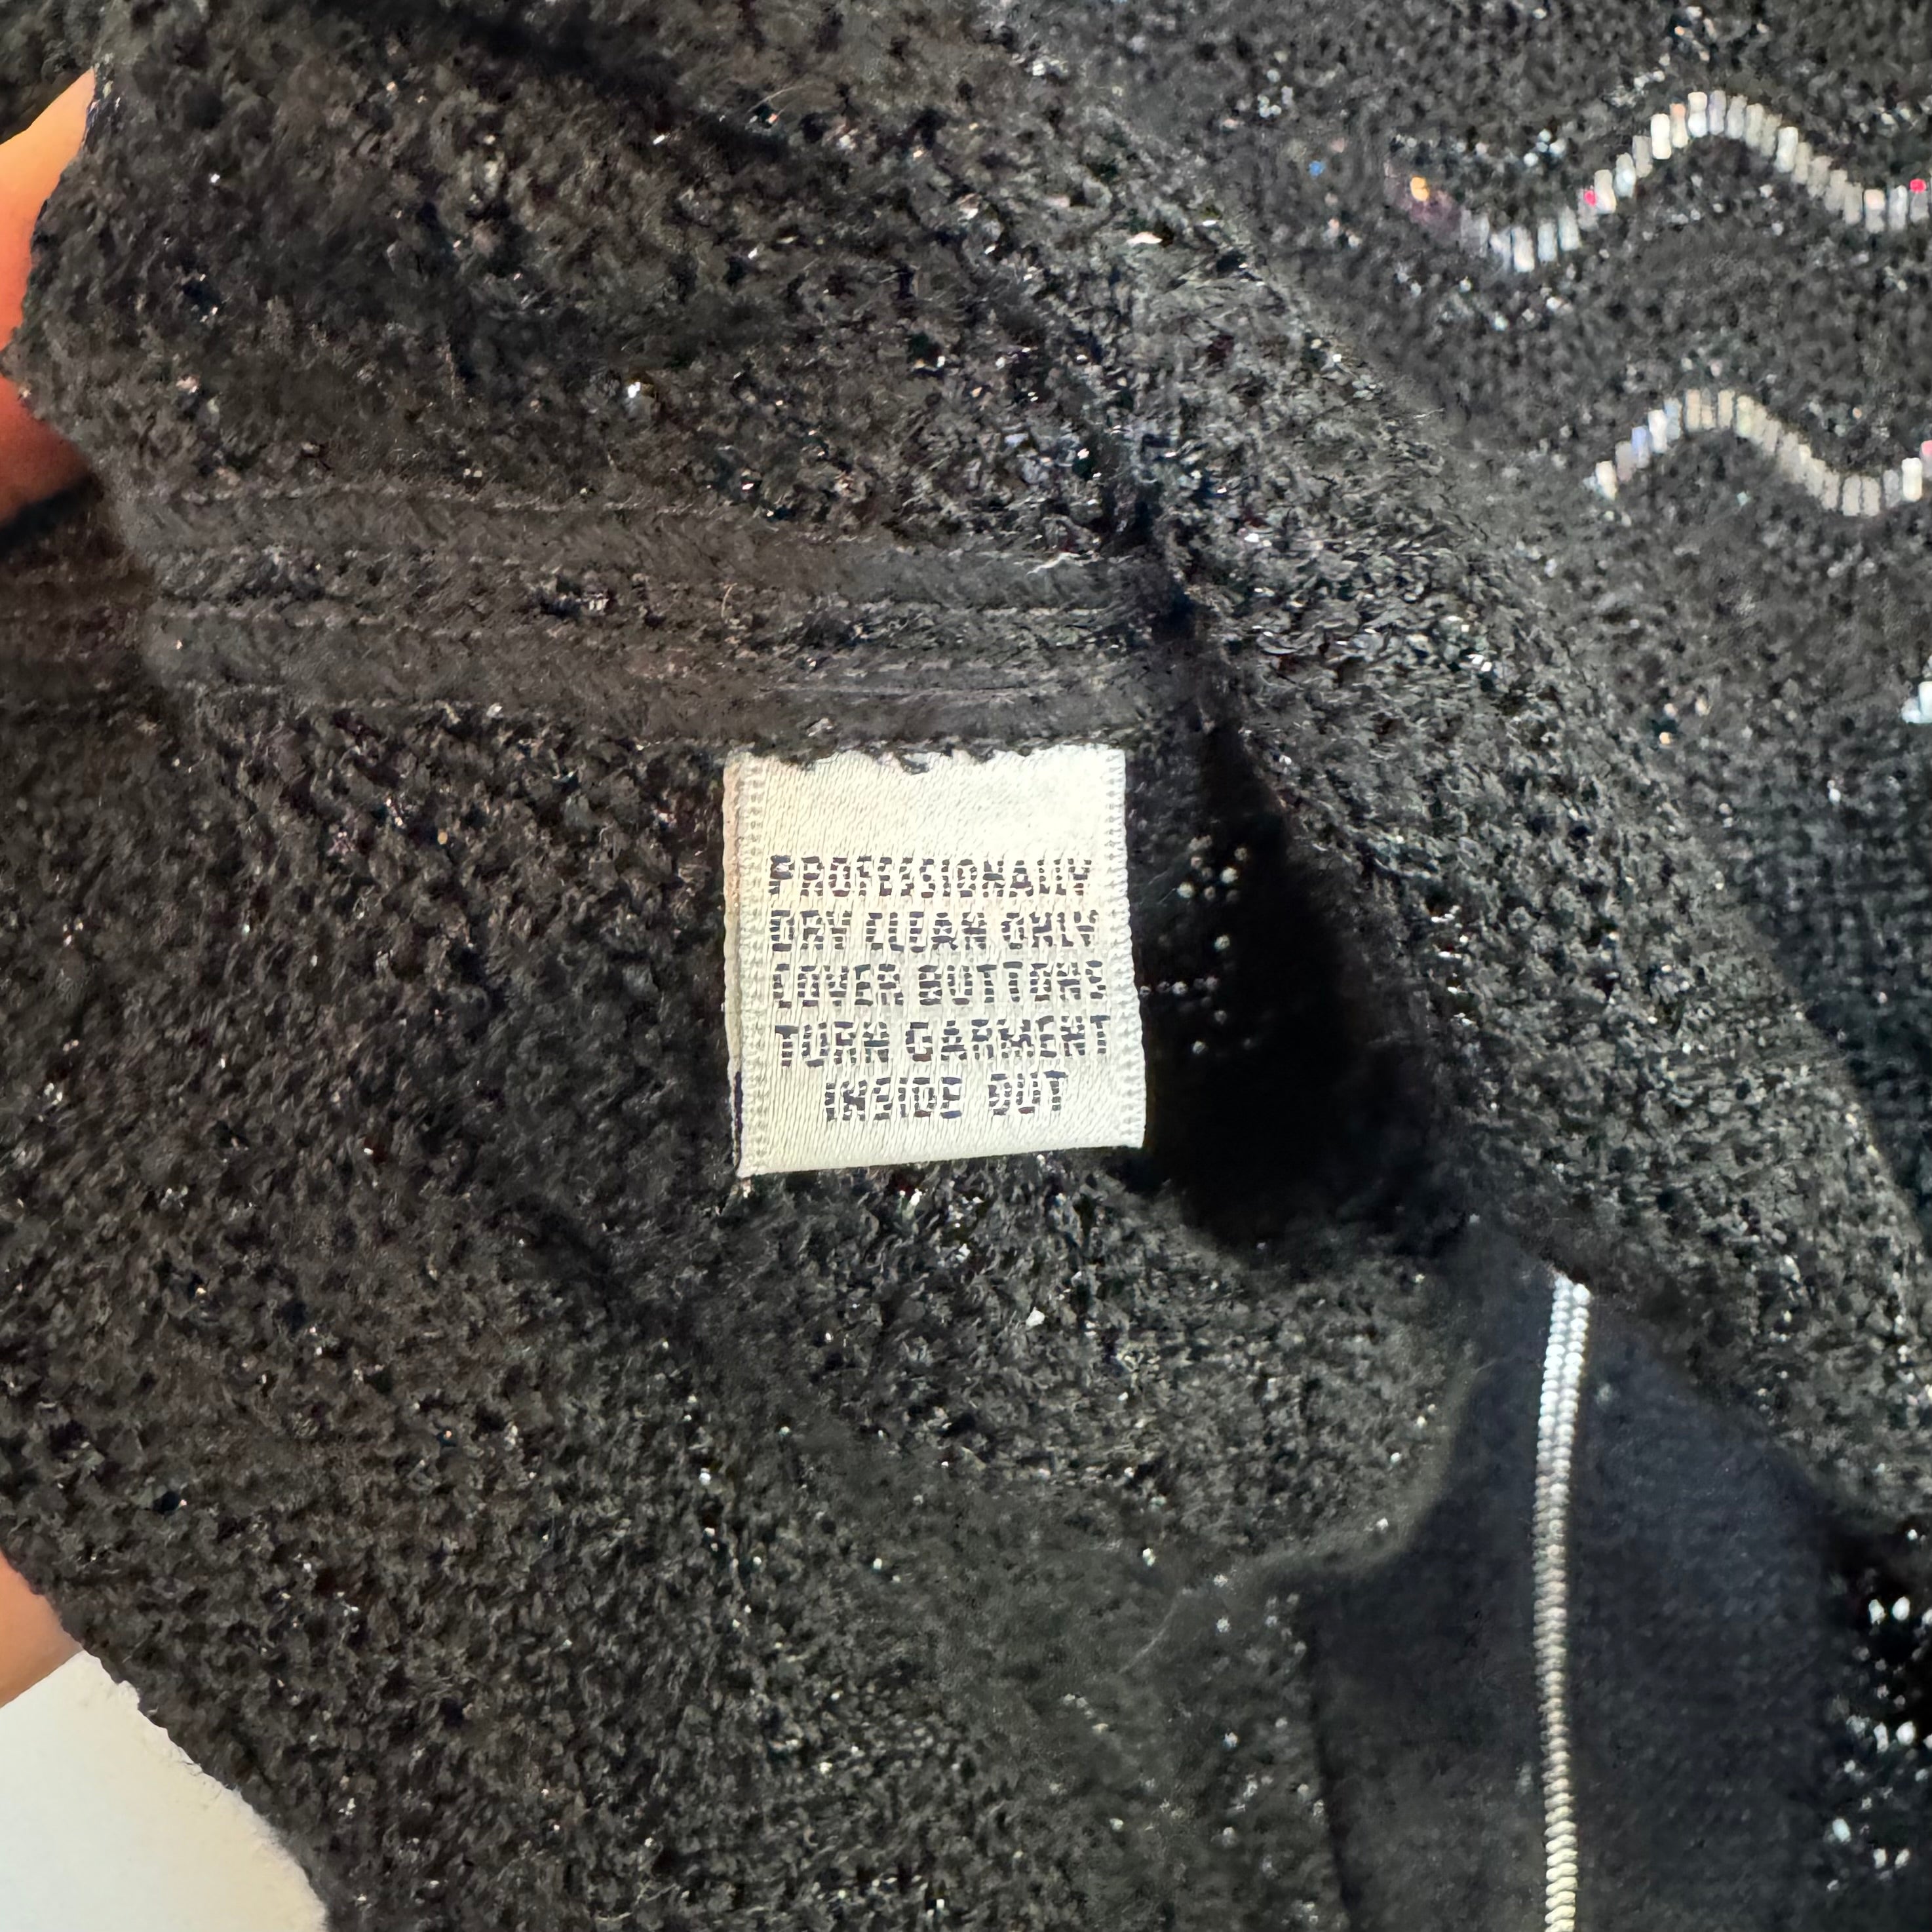 PROFESSIONALLY
DRY CLEAN ONLY
COVER BUTTONS
TURN GARMENT
INSIDE OUT